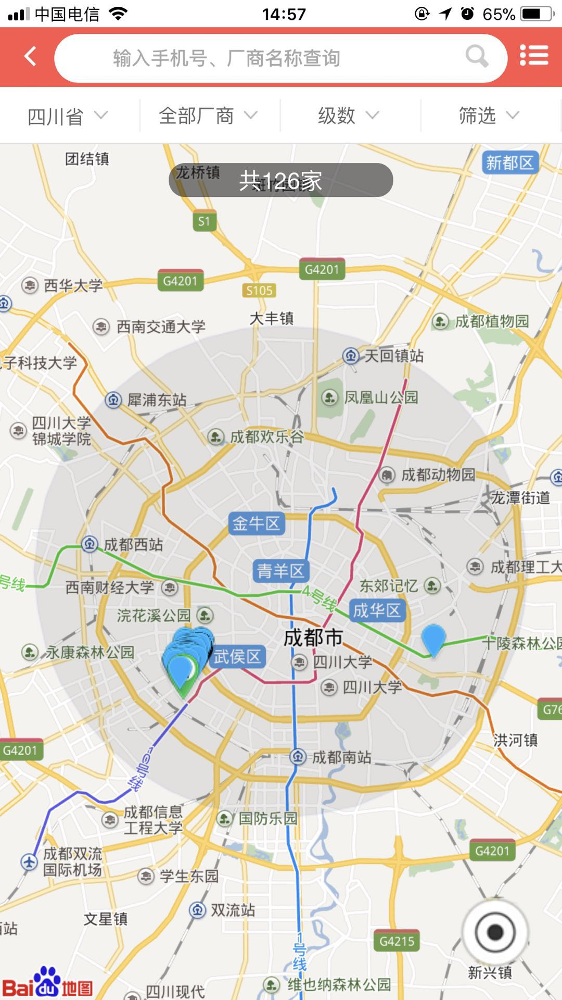 中国电信
14:57
65%
输入手机号、厂商名称查询
四川省
全部厂商
级数
筛选
团结镇
新都区
龙桥镇
共126家
S1
G4201
G4201
S105
西华大学
大丰镇
西南交通大学
成都植物园
天回镇站
子科技大学
犀浦东站
凤凰山公园
四川大学
锦城学院
成都欢乐谷
成都动物园
龙潭街道
金牛区
成都西站
成都理工大
青羊区
号线
西南财经大学
东郊记忆
4号线
成华区
浣花溪公园
成都市
十陵森林公园
永康森林公园
武侯区
四川大学
四川大学
G76
洪河镇
G4201
成都南站
10号线
成都信息
工程大学
国防乐园
成都双流
国际机场
G4201
学生东园
双流站
文星镇
站
G4215
1号线
新兴镇
Bai du 地图
四川现代
维也纳森林公园